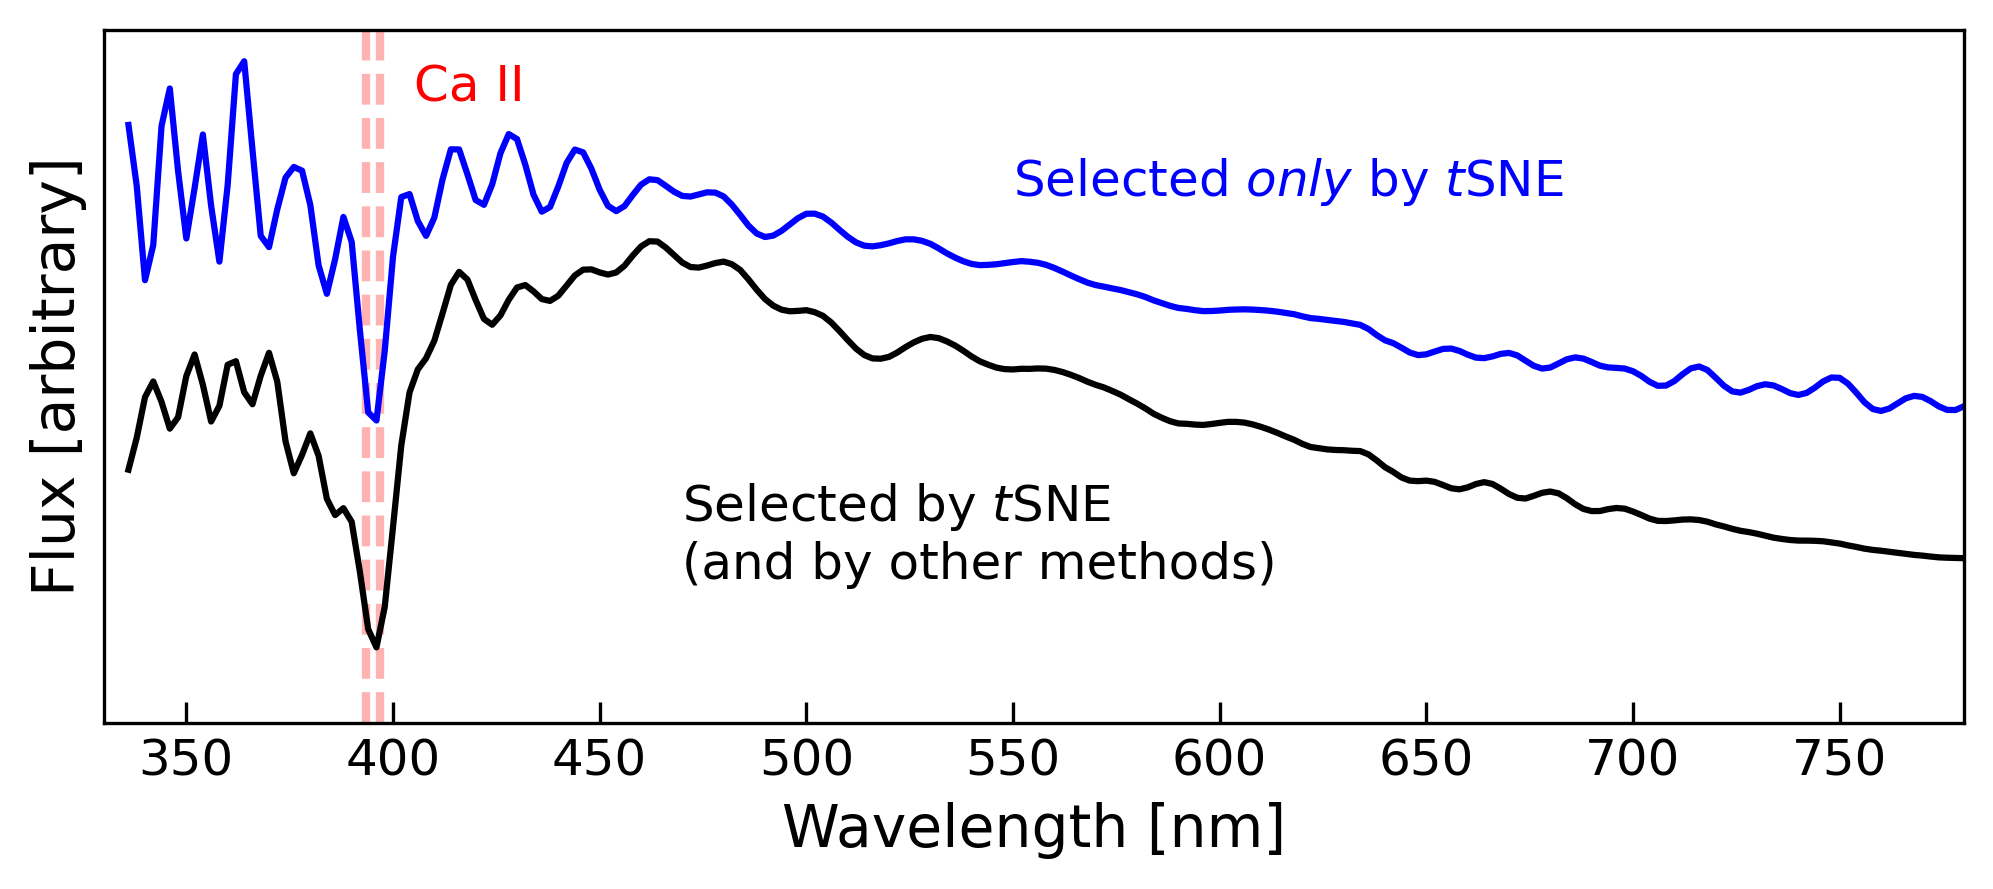 Ca II
Selected only by tSNE
Selected by tSNE
(and by other methods)
Flux [arbitrary]
350 400 450 500 550 600 650 700 750
Wavelength [nm]